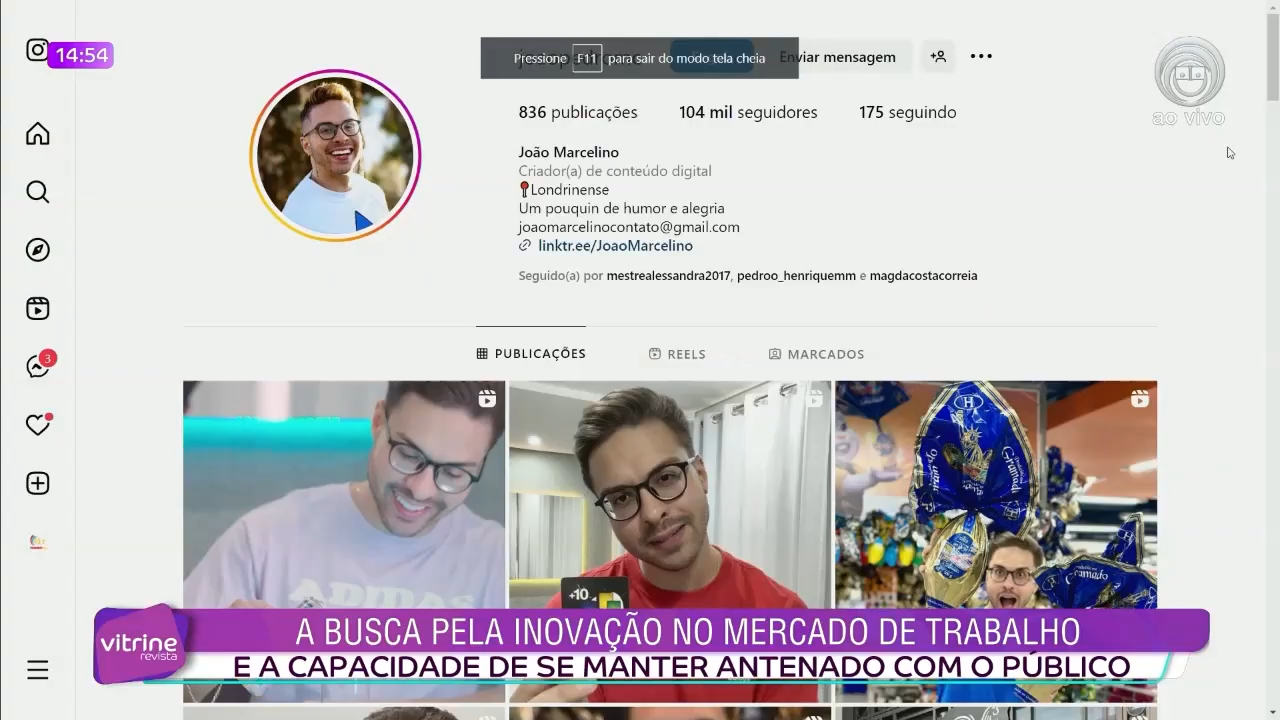 14:54
Pressione F11 para sair do modo tela cheia
Enviar mensagem
ao vivo
836 publicações 104 mil seguidores 175 seguindo
João Marcelino
Criador(a) de conteúdo digital
Londrinense
Um pouquin de humor e alegria
joaomarcelinocontato@gmail.com
linktr.ee/JoaoMarcelino
Seguido(a) por mestrealessandra2017, pedroo_henriquemm e magdacostacorreia
PUBLICAÇÕES REELS MARCADOS
3
H
Gramado
Gramado
+10
vitrine
revista
A BUSCA PELA INOVAÇÃO NO MERCADO DE TRABALHO
E A CAPACIDADE DE SE MANTER ANTENADO COM O PÚBLICO